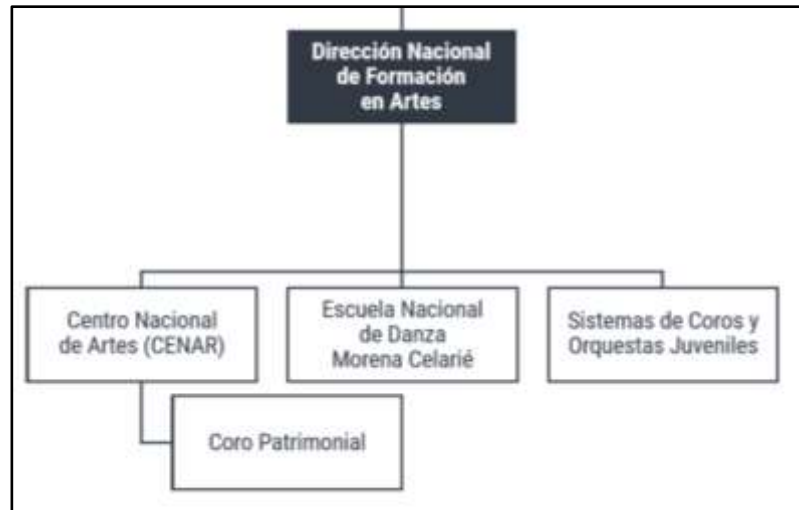 Dirección Nacional
de Formación
en Artes
Centro Nacional
de Artes (CENAR)
Escuela Nacional
de Danza
Morena Celarié
Sistemas de Coros y
Orquestas Juveniles
Coro Patrimonial